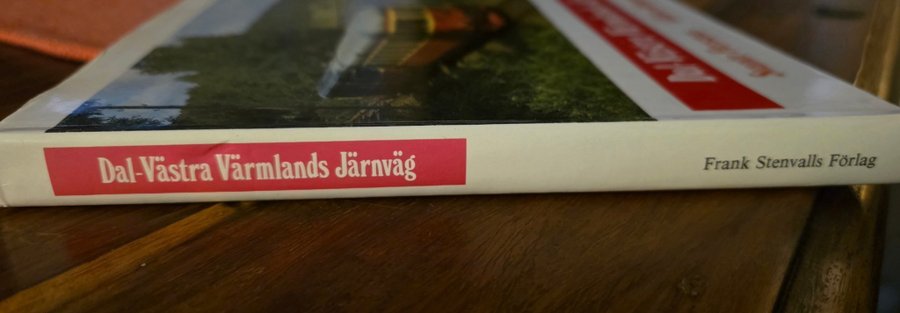 Dal-Västra Värmlands Järnväg
Frank Stenvalls Förlag